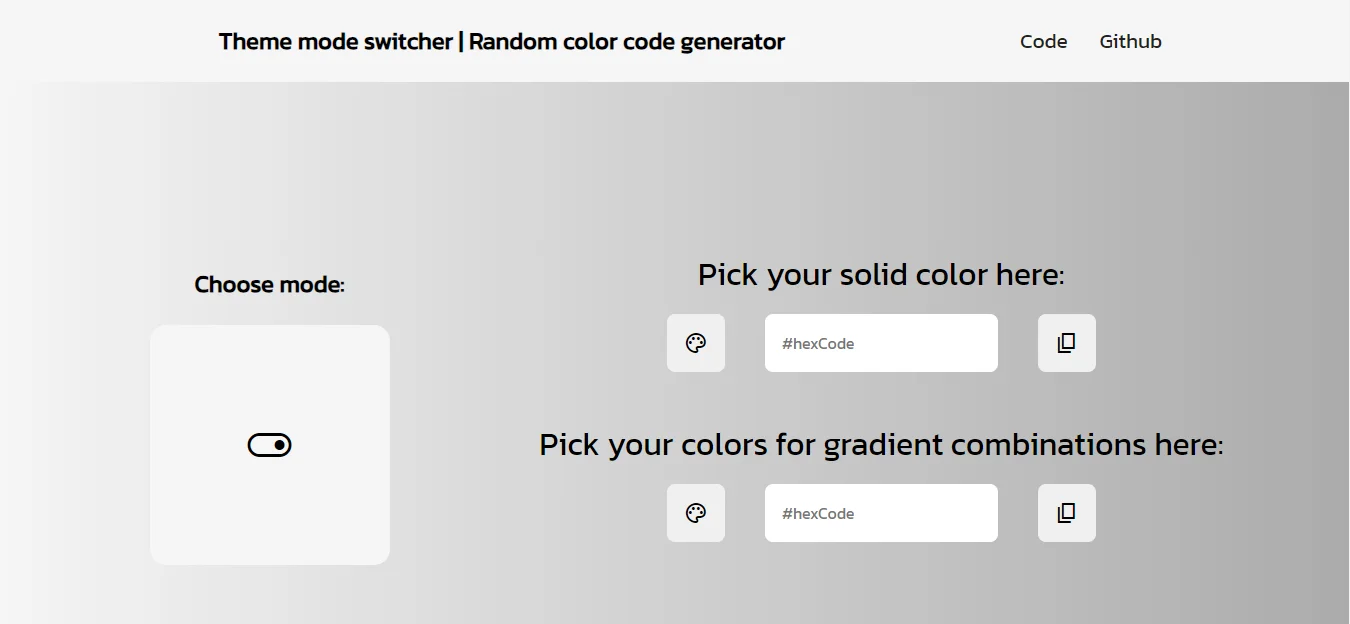 Theme mode switcher | Random color code generator
Code
Github
Choose mode:
Pick your solid color here:
#hexCode
Pick your colors for gradient combinations here:
#hexCode